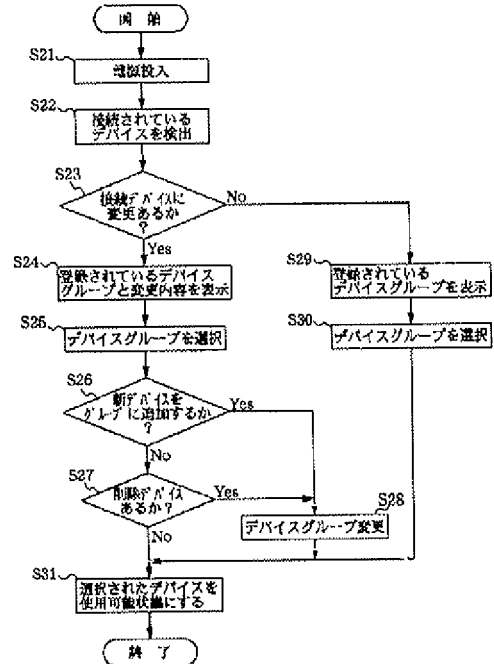 開始
S21
電源投入
S22
接続されている
デバイスを検出
S23
接続デバイスに
変更あるか
?
No
Yes
S24
登録されているデバイス
グループと変更内容を表示
S29
登録されている
デバイスグループを表示
S25
デバイスグループを選択
S30
デバイスグループを選択
S26
新デバイスを
グループに追加するか
?
Yes
No
S27
削除デバイス
あるか?
Yes
No
S28
デバイスグループ変更
S31
選択されたデバイスを
使用可能状態にする
終了